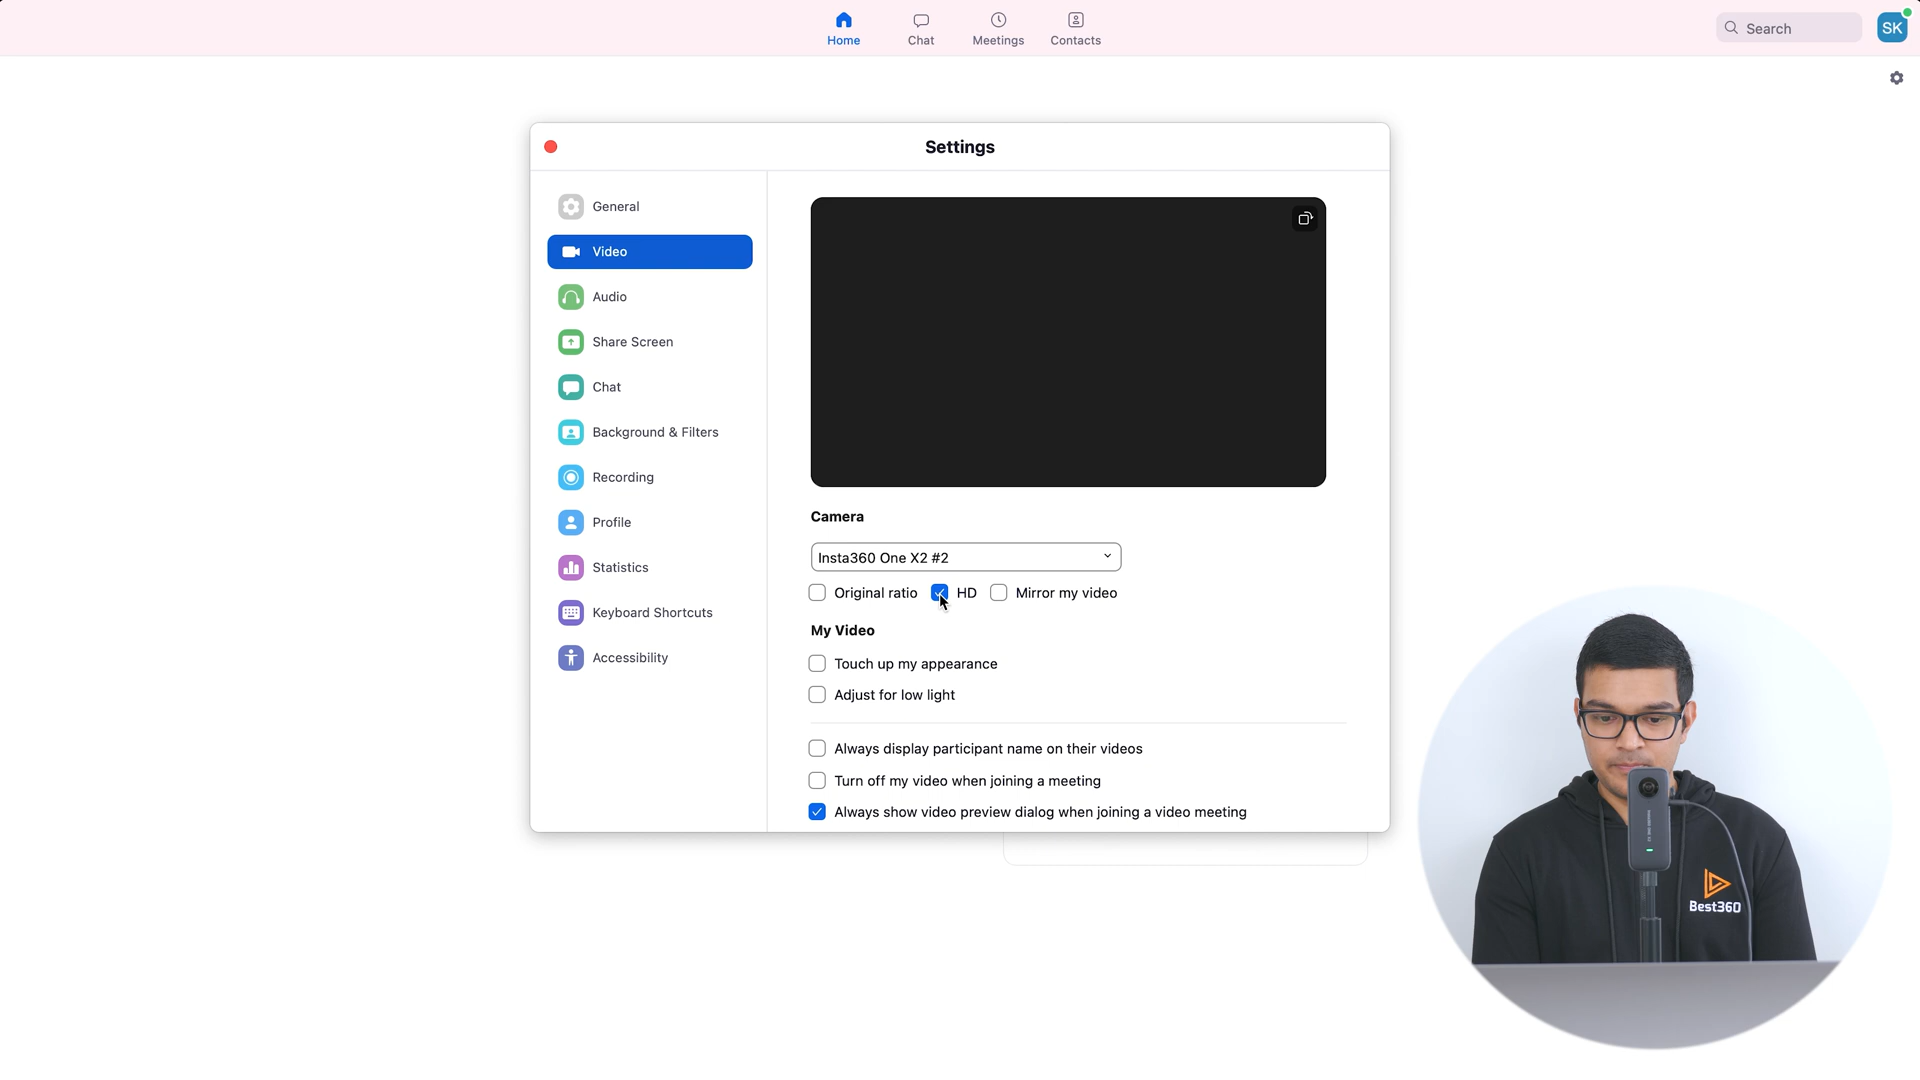 Home
Chat
Meetings
Contacts
Search
SK
Settings
General
Video
Audio
Share Screen
Chat
Background & Filters
Recording
Profile
Statistics
Keyboard Shortcuts
Accessibility
Camera
Insta360 One X2 #2
Original ratio
HD
Mirror my video
My Video
Touch up my appearance
Adjust for low light
Always display participant name on their videos
Turn off my video when joining a meeting
Always show video preview dialog when joining a video meeting
Best360